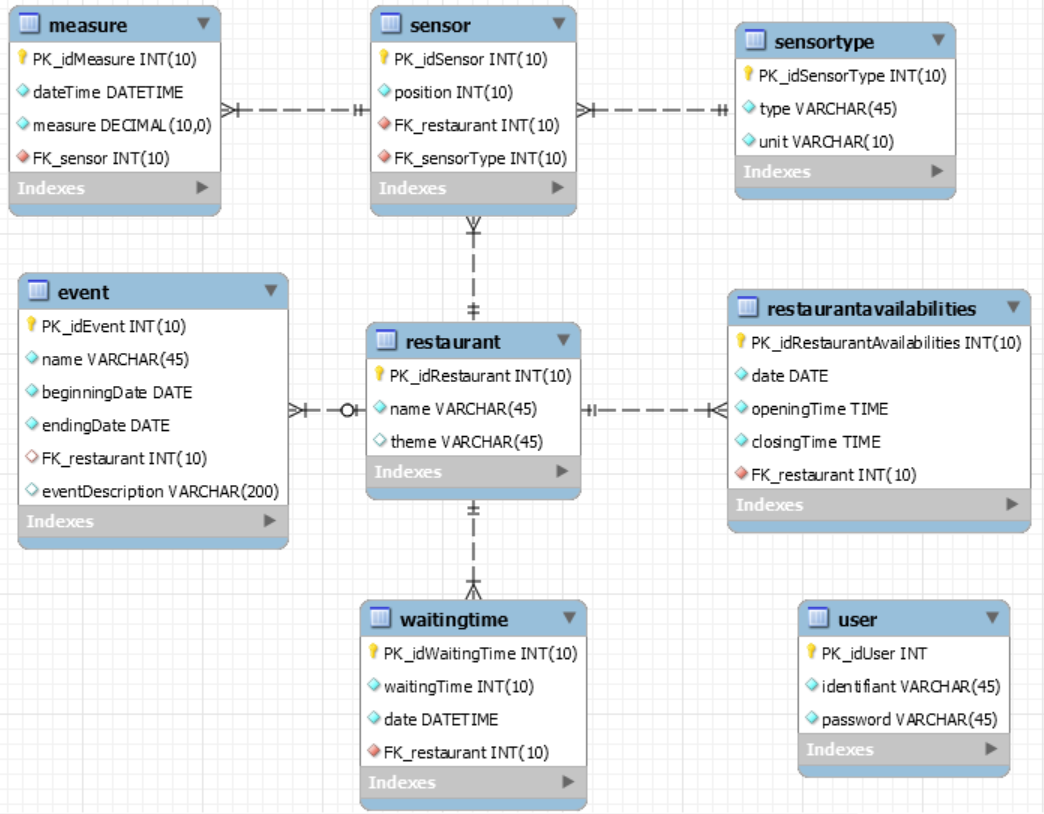 measure
PK_idMeasure INT(10)
dateTime DATETIME
measure DECIMAL(10,0)
FK_sensor INT(10)
Indexes
sensor
PK_idSensor INT(10)
position INT(10)
FK_restaurant INT(10)
FK_sensorType INT(10)
Indexes
sensortype
PK_idSensorType INT(10)
type VARCHAR(45)
unit VARCHAR(10)
Indexes
event
PK_idEvent INT(10)
name VARCHAR(45)
beginningDate DATE
endingDate DATE
FK_restaurant INT(10)
eventDescription VARCHAR(200)
Indexes
restaurant
PK_idRestaurant INT(10)
name VARCHAR(45)
theme VARCHAR(45)
Indexes
restaurantavailabilities
PK_idRestaurantAvailabilities INT(10)
date DATE
openingTime TIME
closingTime TIME
FK_restaurant INT(10)
Indexes
waitingtime
PK_idWaitingTime INT(10)
waitingTime INT(10)
date DATETIME
FK_restaurant INT(10)
Indexes
user
PK_idUser INT
identifiant VARCHAR(45)
password VARCHAR(45)
Indexes